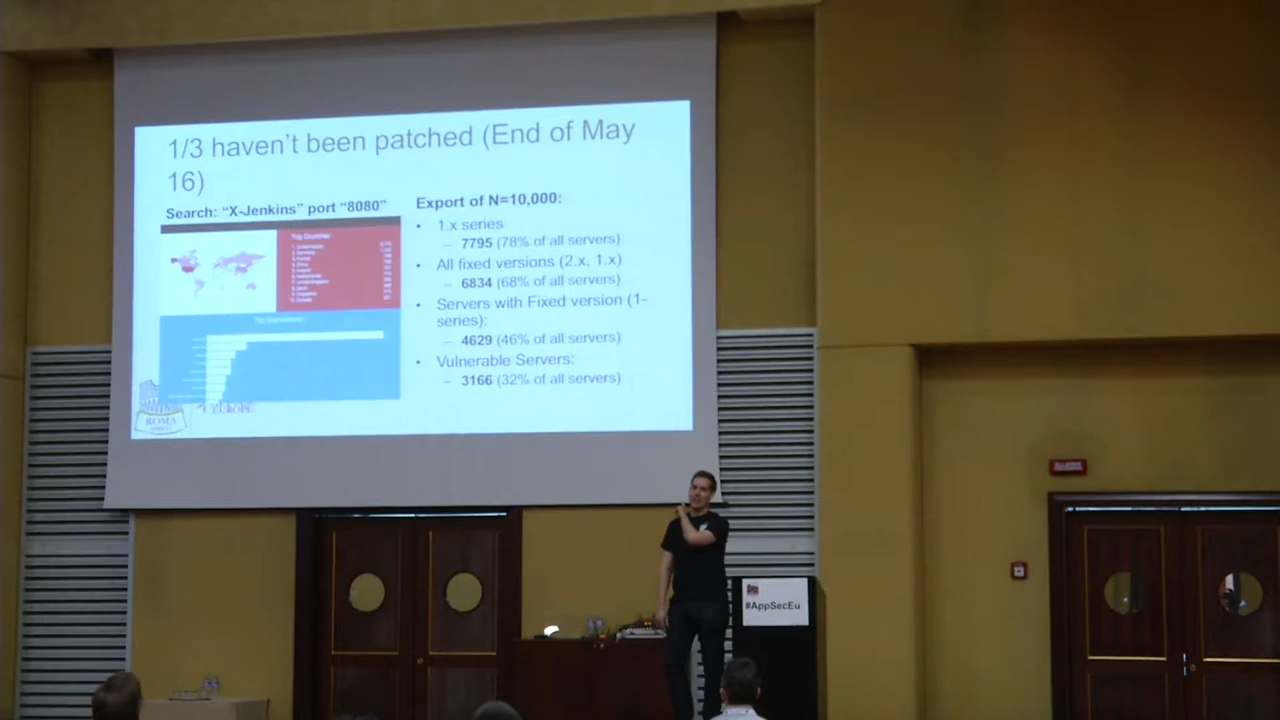 1/3 haven't been patched (End of May
16)
Search: "X-Jenkins" port "8080"
Top Countries
Export of N=10,000:
• 1.x series
– 7795 (78% of all servers)
• All fixed versions (2.x, 1.x)
– 6834 (68% of all servers)
• Servers with Fixed version (1-
series):
– 4629 (46% of all servers)
• Vulnerable Servers:
– 3166 (32% of all servers)
ROMA
EUROPE
#AppSecEu